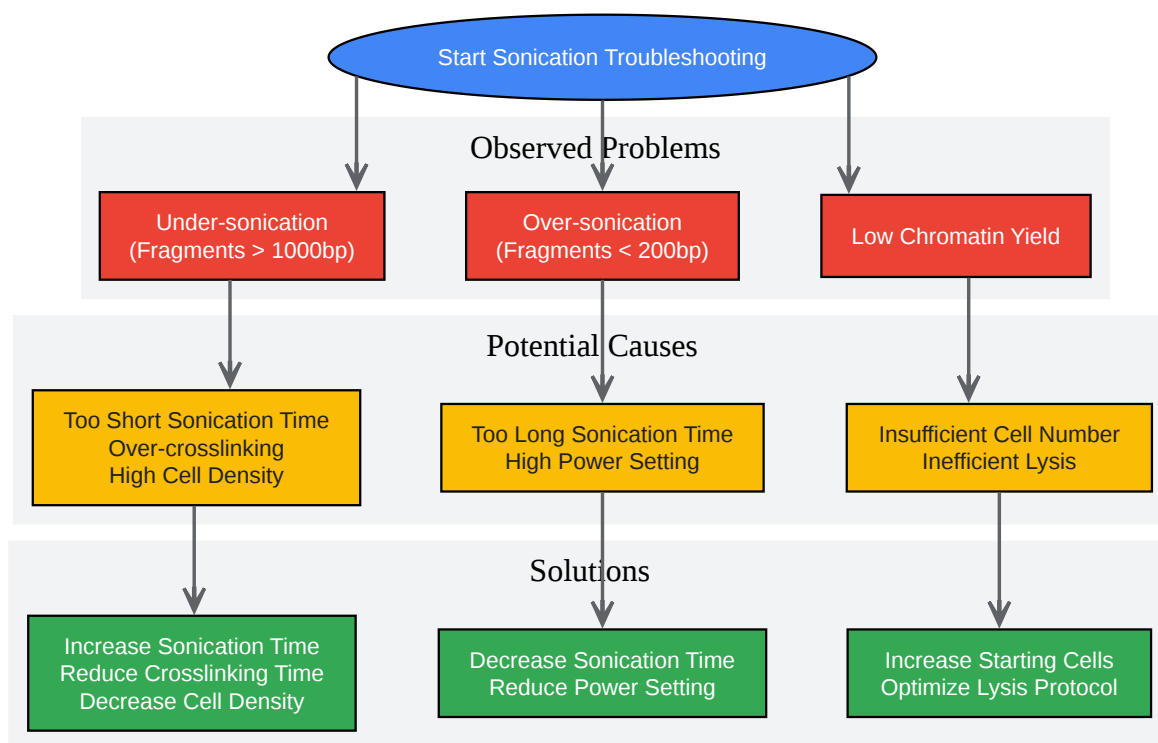 Start Sonication Troubleshooting
Observed Problems
Under-sonication
(Fragments > 1000bp)
Over-sonication
(Fragments < 200bp)
Low Chromatin Yield
Potential Causes
Too Short Sonication Time
Over-crosslinking
High Cell Density
Too Long Sonication Time
High Power Setting
Insufficient Cell Number
Inefficient Lysis
Solutions
Increase Sonication Time
Reduce Crosslinking Time
Decrease Cell Density
Decrease Sonication Time
Reduce Power Setting
Increase Starting Cells
Optimize Lysis Protocol